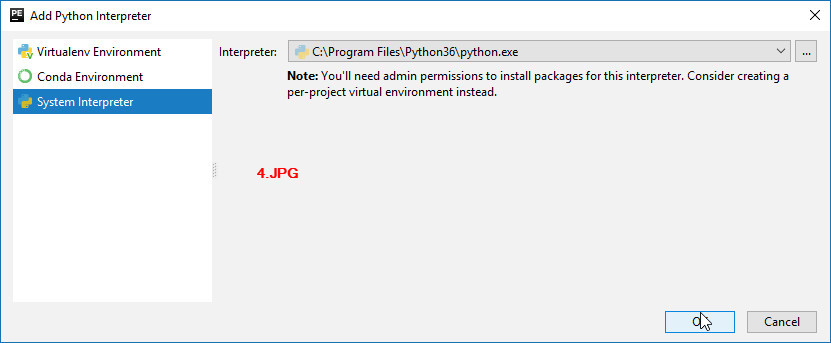 PE Add Python Interpreter
Virtualenv Environment
Conda Environment
System Interpreter
Interpreter: C:\Program Files\Python36\python.exe ...
Note: You'll need admin permissions to install packages for this interpreter. Consider creating a
per-project virtual environment instead.
4.JPG
Cancel